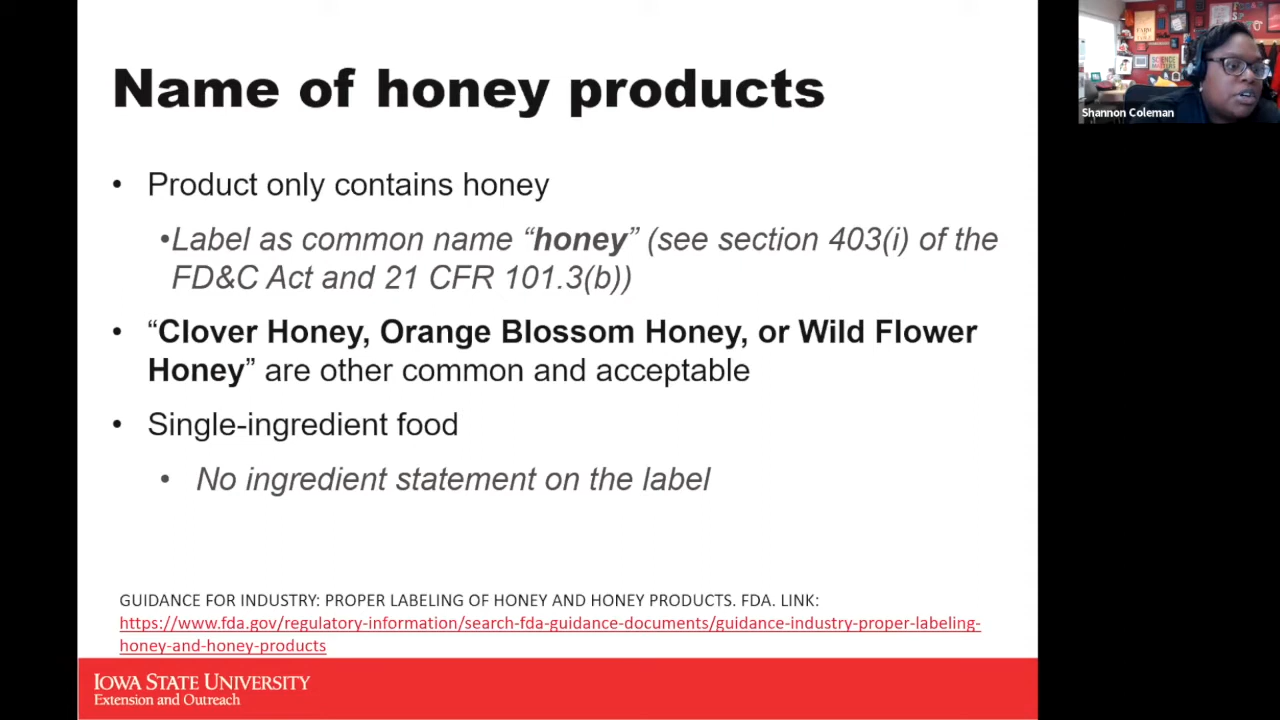 Name of honey products
• Product only contains honey
•Label as common name “honey” (see section 403(i) of the
FD&C Act and 21 CFR 101.3(b))
• “Clover Honey, Orange Blossom Honey, or Wild Flower
Honey” are other common and acceptable
• Single-ingredient food
• No ingredient statement on the label
GUIDANCE FOR INDUSTRY: PROPER LABELING OF HONEY AND HONEY PRODUCTS. FDA. LINK:
https://www.fda.gov/regulatory-information/search-fda-guidance-documents/guidance-industry-proper-labeling-
honey-and-honey-products
IOWA STATE UNIVERSITY
Extension and Outreach
SCIENCE
MATTERS
Shannon Coleman